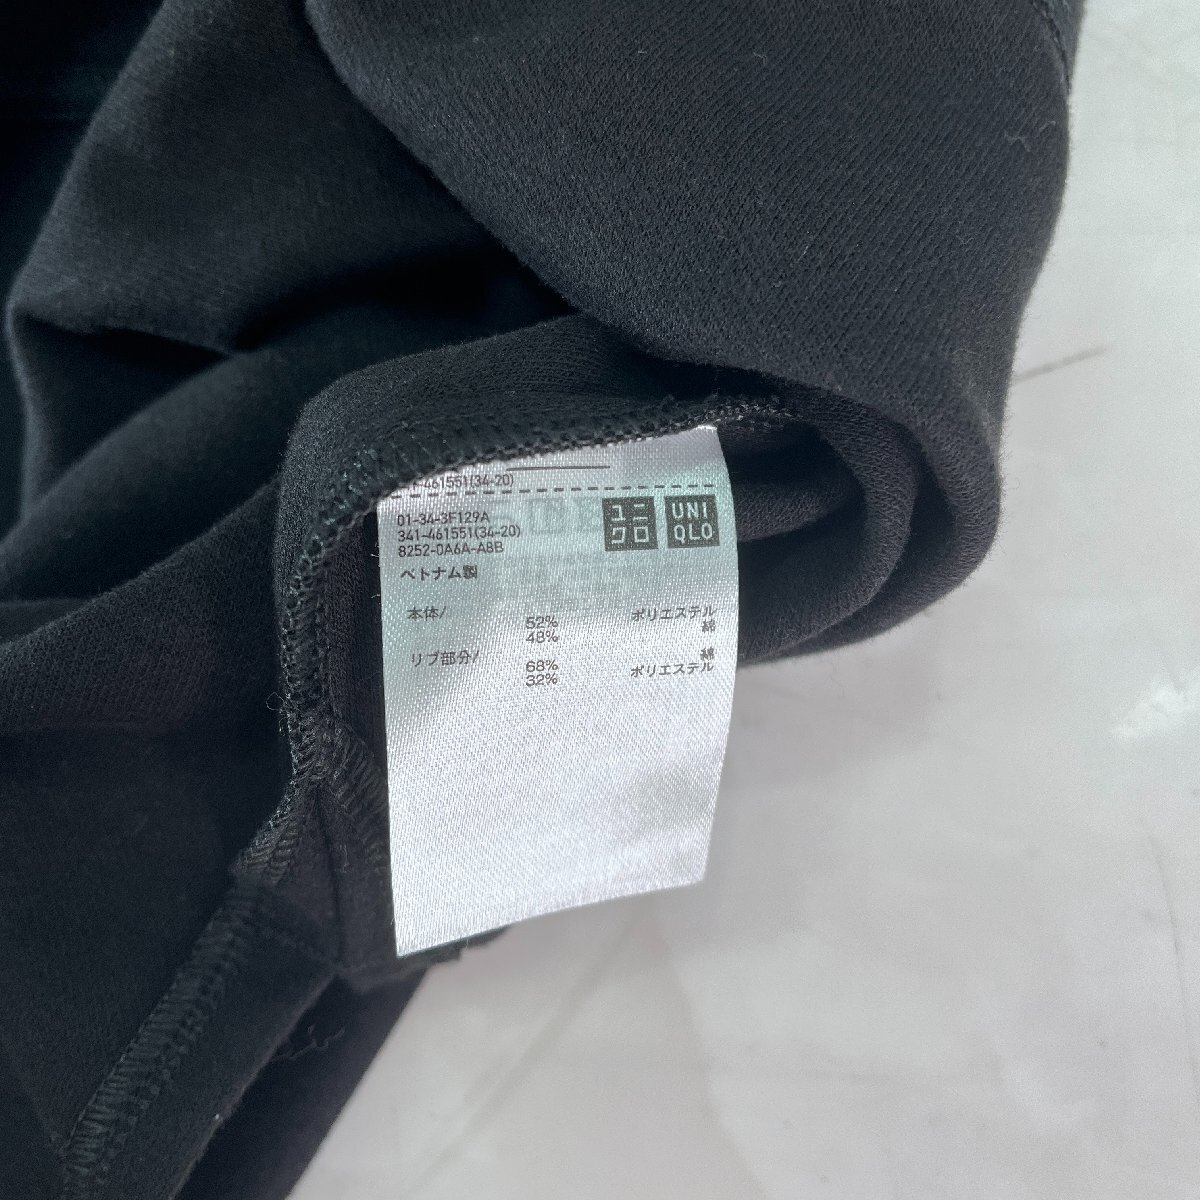 461551(34-20)
01-34-3F129A
341-461551(34-20)
8252-0A6A-A8B
ユニ
クロ
UNI
QLO
ベトナム製
本体/ 52% ポリエステル
48% 綿
リブ部分/ 68% 綿
32% ポリエステル